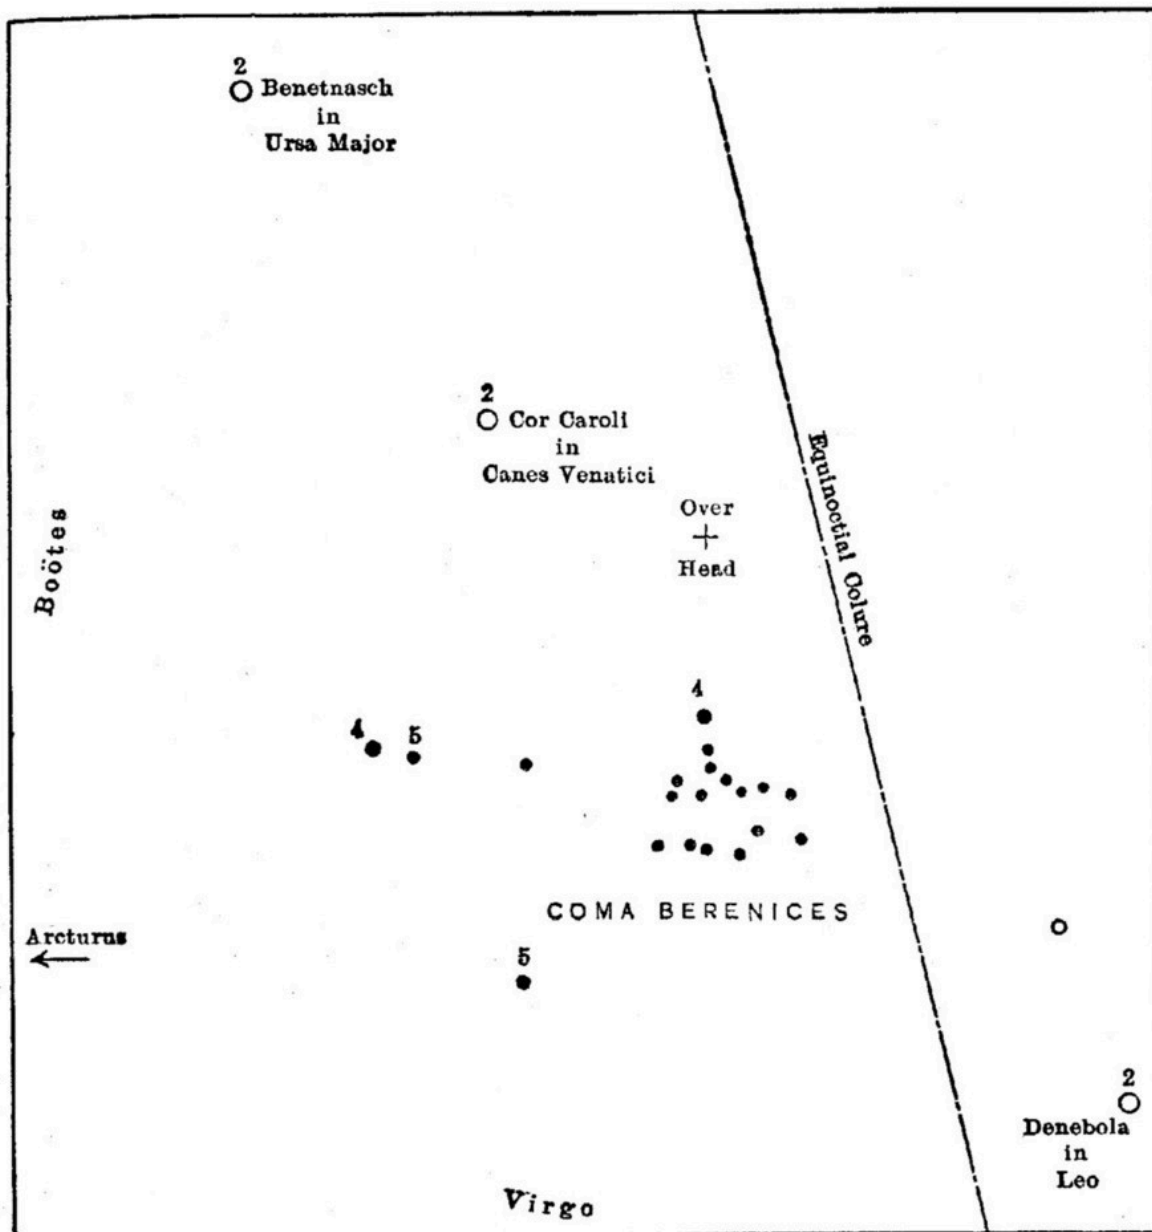 2
Benetnasch
in
Ursa Major
2
Cor Caroli
in
Canes Venatici
Over
Head
Equinoctial Colure
Boötes
4
4
5
COMA BERENICES
Arcturus
5
2
Denebola
in
Leo
Virgo